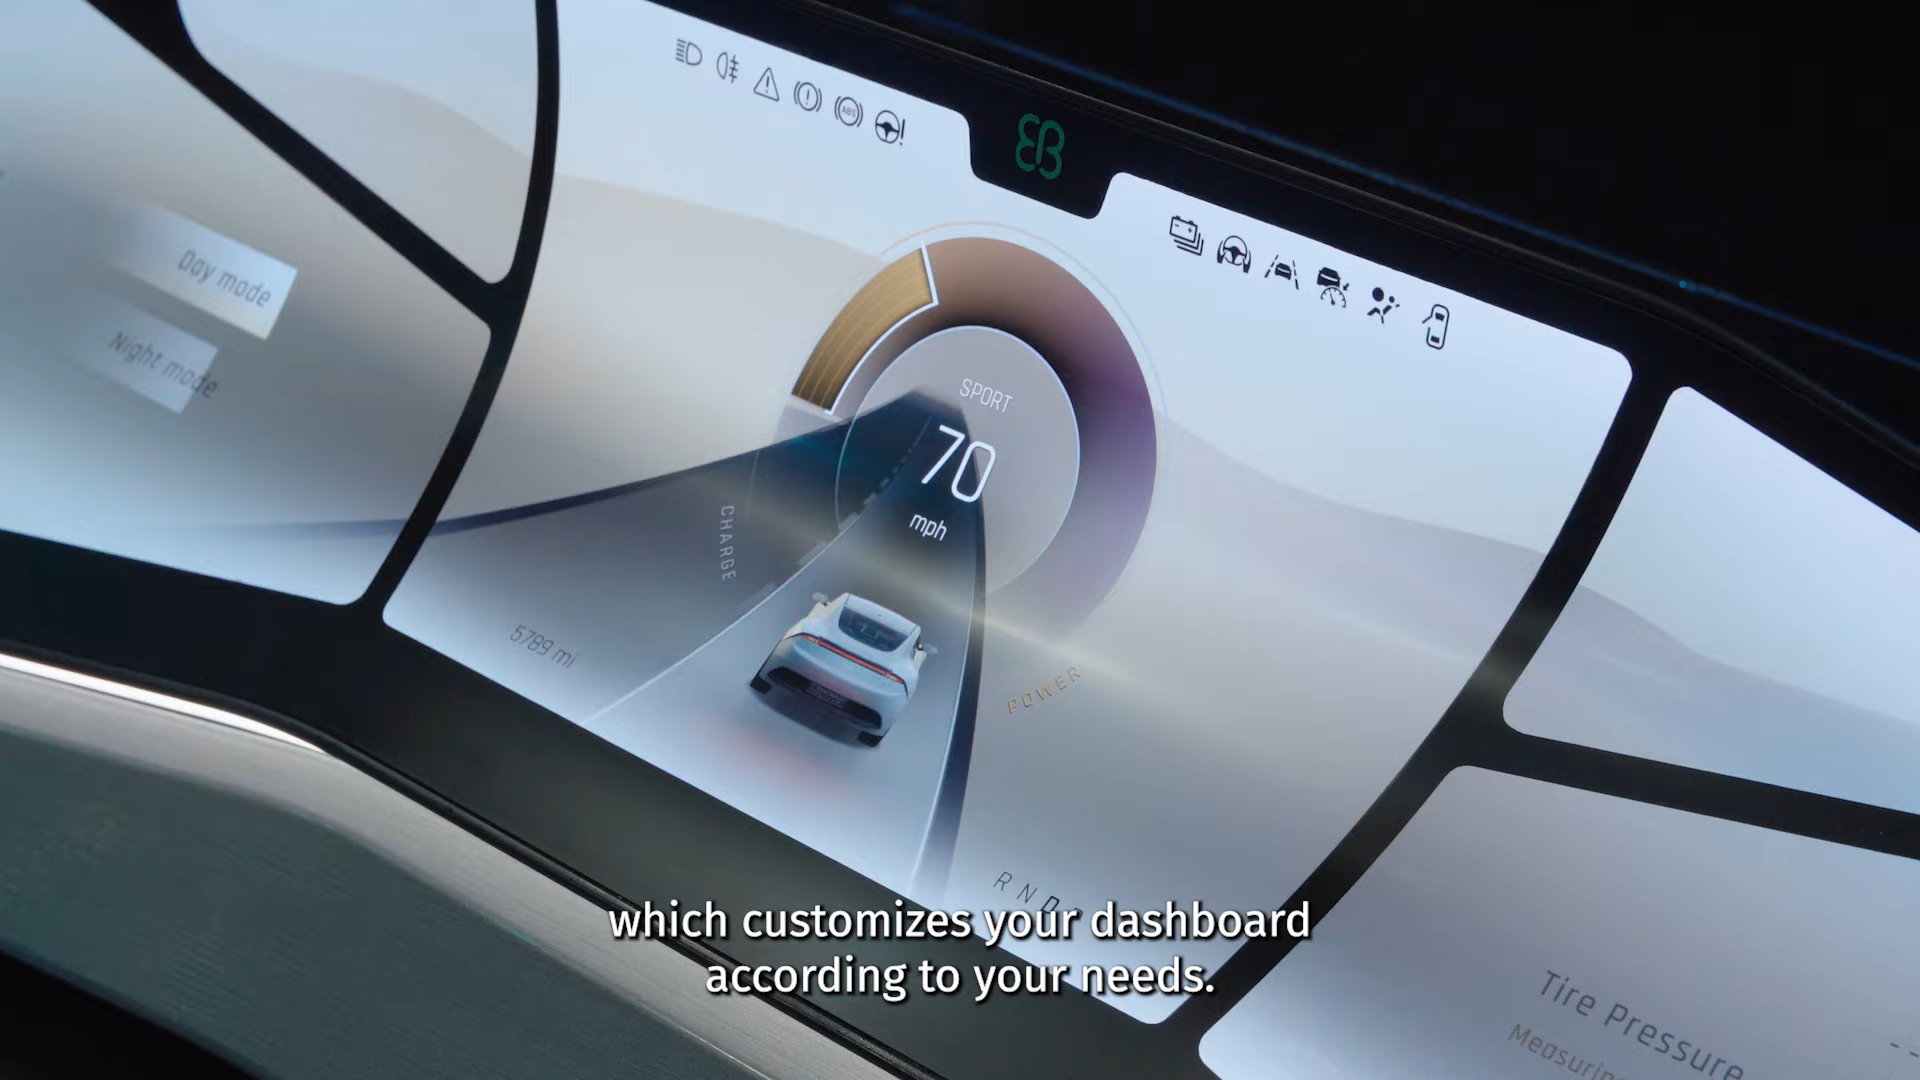 ABS
Day mode
Night mode
SPORT
70
mph
CHARGE
POWER
5789 mi
R N D
which customizes your dashboard
according to your needs.
Tire Pressure